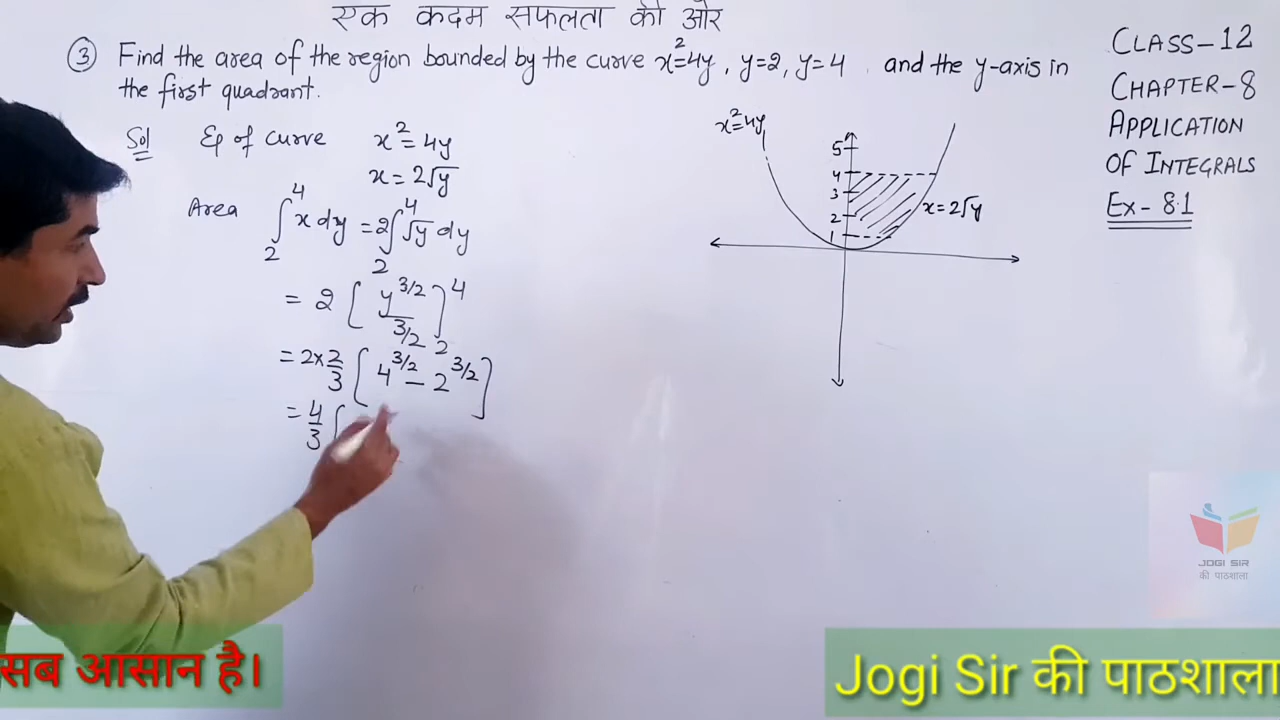 एक कदम सफलता की ओर
③ Find the area of the region bounded by the curve x²=4y, y=2, y=4 and the y-axis in
the first quadrant.
Sol Eq of curve x² = 4y
x = 2√y
Area ∫₂⁴ x dy = 2∫₂⁴ √y dy
= 2 [y^{3/2}/(3/2)]₂⁴
= 2×2/3 [4^{3/2} – 2^{3/2}]
= 4/3 [
x²=4y
5
4
3
2
1
x=2√y
CLASS–12
CHAPTER–8
APPLICATION
OF INTEGRALS
Ex–8.1
JOGI SIR
की पाठशाला
सब आसान है।
Jogi Sir की पाठशाला